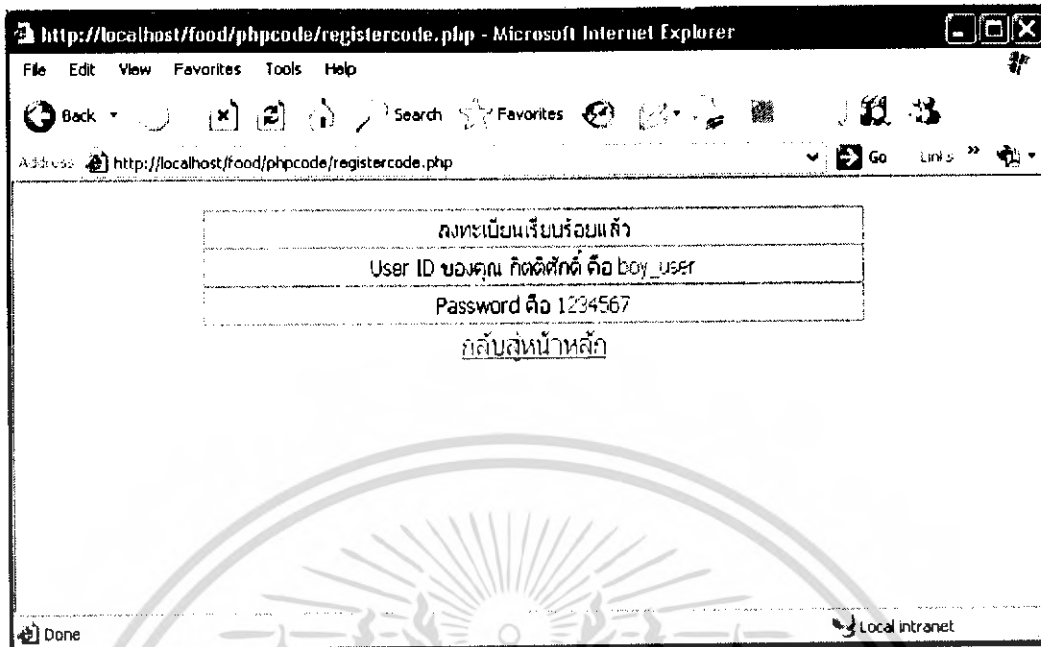 http://localhost/food/phpcode/registercode.php - Microsoft Internet Explorer
File Edit View Favorites Tools Help
Back Search Favorites
Address http://localhost/food/phpcode/registercode.php Go Links »
ลงทะเบียนเรียบร้อยแล้ว
User ID ของคุณ กิตติศักดิ์ คือ boy_user
Password คือ 1234567
กลับสู่หน้าหลัก
Done Local intranet